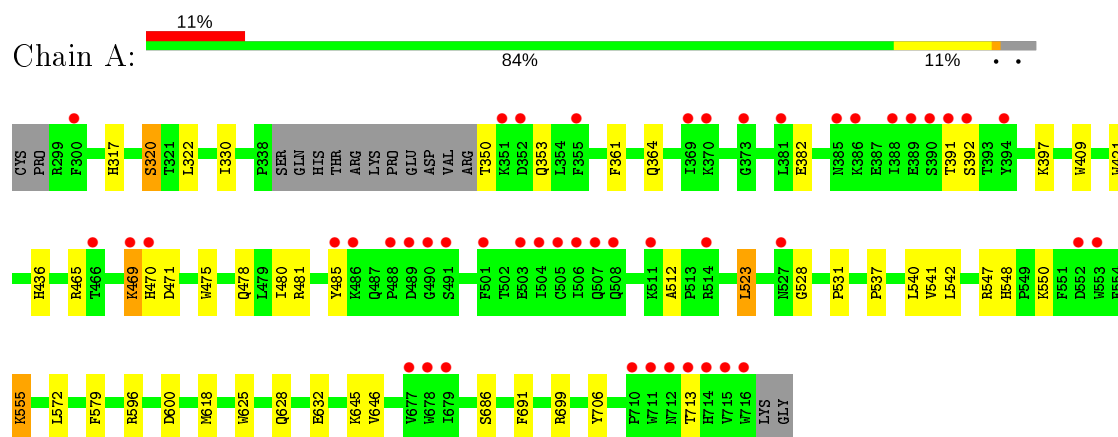 11%
Chain A:
84% 11% • •
CYS PRO R299 F300 H317 S320 T321 L322 I330 P338 SER GLN HIS THR ARG LYS PRO GLU ASP VAL ARG T350 K351 D352 Q353 L354 F355 F361 Q364 I369 K370 G373 L381 E382 N385 K386 E387 I388 E389 S390 T391 S392 T393 Y394 K397 W409
H436 R465 T466 K469 H470 D471 W475 Q478 L479 I480 R481 Y485 K486 Q487 P488 D489 G490 S491 F501 T502 E503 I504 C505 I506 Q507 Q508 K511 A512 P513 R514 L523 N527 G528 P531 P537 L540 V541 L542 R547 H548 P549 K550 F551 D552 W553
K555 L572 F579 R596 D600 M618 W625 Q628 E632 K645 V646 V677 W678 I679 S686 F691 R699 Y706 P710 W711 N712 T713 H714 V715 W716 LYS GLY